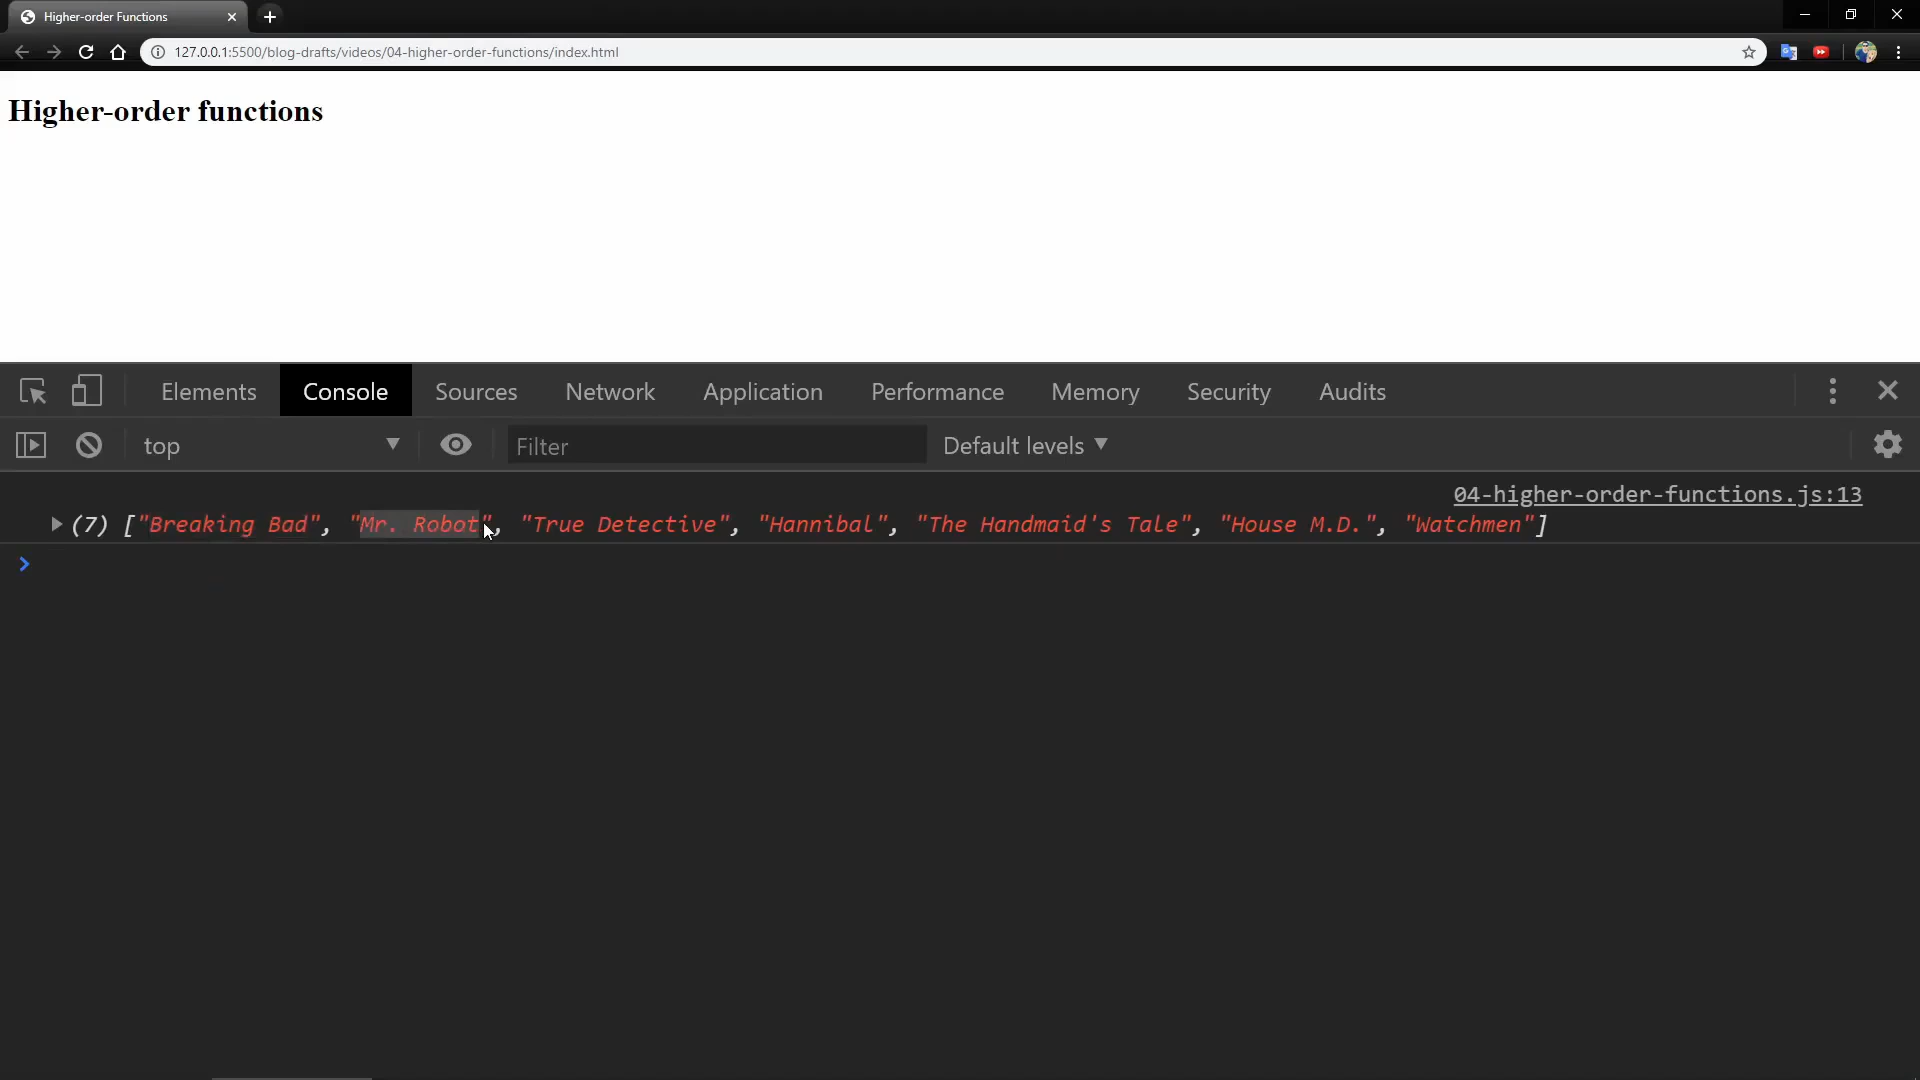 Higher-order Functions
127.0.0.1:5500/blog-drafts/videos/04-higher-order-functions/index.html
Higher-order functions
Elements Console Sources Network Application Performance Memory Security Audits
top Filter Default levels
04-higher-order-functions.js:13
(7) ["Breaking Bad", "Mr. Robot", "True Detective", "Hannibal", "The Handmaid's Tale", "House M.D.", "Watchmen"]